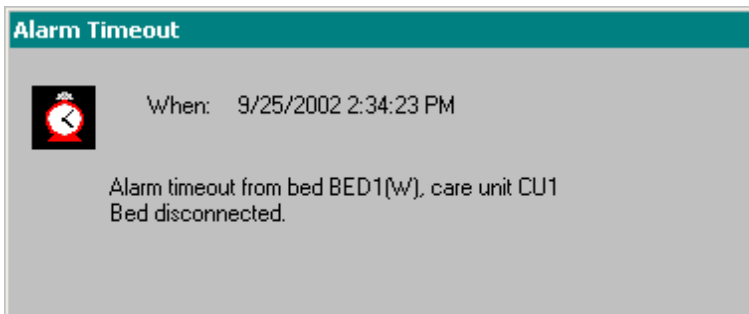 Alarm Timeout
When: 9/25/2002 2:34:23 PM
Alarm timeout from bed BED1(W), care unit CU1
Bed disconnected.